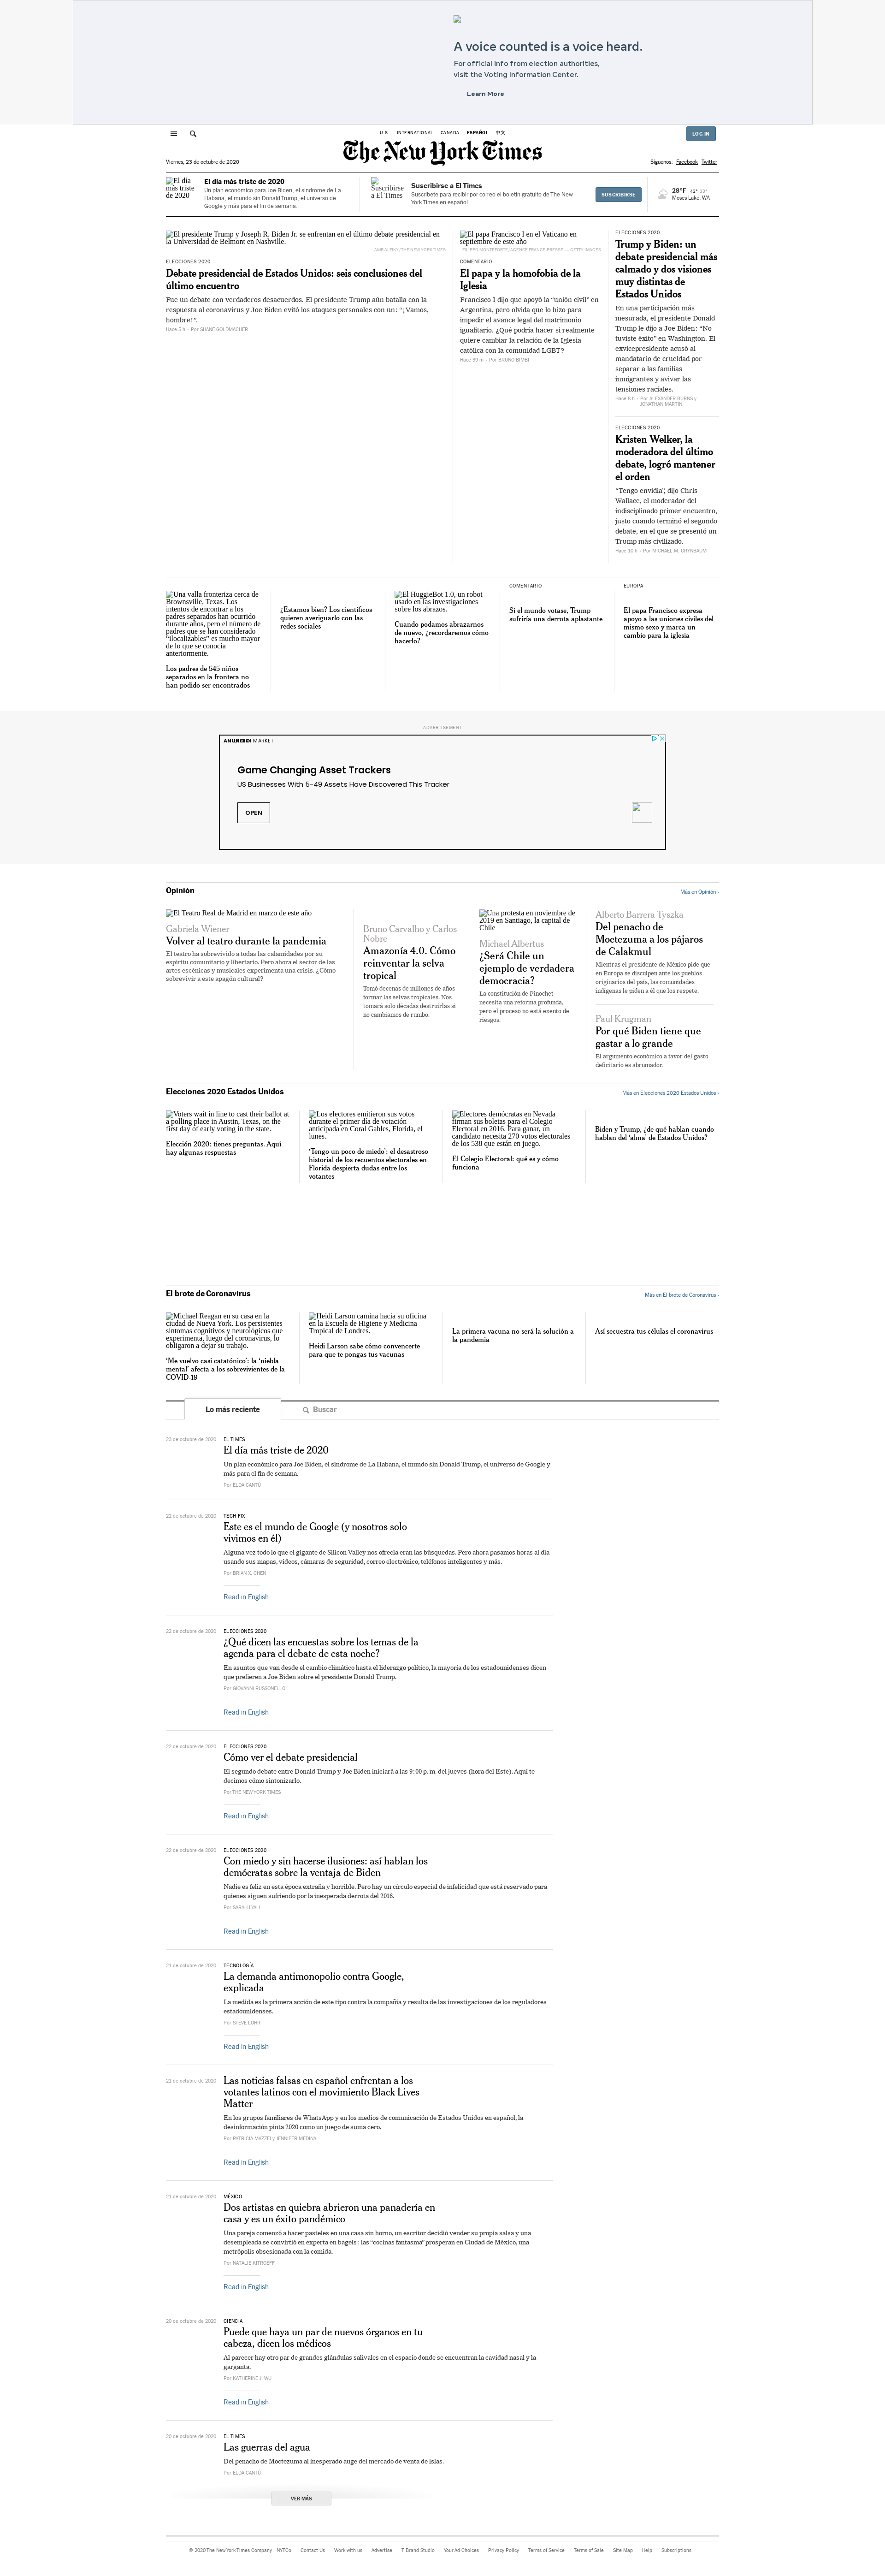 A voice counted is a voice heard.
For official info from election authorities,
visit the Voting Information Center.
Learn More
U.S. INTERNATIONAL CANADA ESPAÑOL 中文
LOG IN
The New York Times
Viernes, 23 de octubre de 2020
Síguenos: Facebook Twitter
El día
más triste
de 2020
El día más triste de 2020
Un plan económico para Joe Biden, el síndrome de La
Habana, el mundo sin Donald Trump, el universo de
Google y más para el fin de semana.
Suscribirse
a El Times
Suscribirse a El Times
Suscríbete para recibir por correo el boletín gratuito de The New
York Times en español.
SUSCRIBIRSE
28°F 42° 33°
Moses Lake, WA
El presidente Trump y Joseph R. Biden Jr. se enfrentan en el último debate presidencial en
la Universidad de Belmont en Nashville.
AMR ALFIKY/THE NEW YORK TIMES
ELECCIONES 2020
Debate presidencial de Estados Unidos: seis conclusiones del
último encuentro
Fue un debate con verdaderos desacuerdos. El presidente Trump aún batalla con la
respuesta al coronavirus y Joe Biden evitó los ataques personales con un: “¡Vamos,
hombre!”.
Hace 5 h - Por SHANE GOLDMACHER
El papa Francisco I en el Vaticano en
septiembre de este año
FILIPPO MONTEFORTE/AGENCE FRANCE-PRESSE — GETTY IMAGES
COMENTARIO
El papa y la homofobia de la
Iglesia
Francisco I dijo que apoyó la “unión civil” en
Argentina, pero olvida que lo hizo para
impedir el avance legal del matrimonio
igualitario. ¿Qué podría hacer si realmente
quiere cambiar la relación de la Iglesia
católica con la comunidad LGBT?
Hace 39 m - Por BRUNO BIMBI
ELECCIONES 2020
Trump y Biden: un
debate presidencial más
calmado y dos visiones
muy distintas de
Estados Unidos
En una participación más
mesurada, el presidente Donald
Trump le dijo a Joe Biden: “No
tuviste éxito” en Washington. El
exvicepresidente acusó al
mandatario de crueldad por
separar a las familias
inmigrantes y avivar las
tensiones raciales.
Hace 8 h - Por ALEXANDER BURNS y
JONATHAN MARTIN
ELECCIONES 2020
Kristen Welker, la
moderadora del último
debate, logró mantener
el orden
“Tengo envidia”, dijo Chris
Wallace, el moderador del
indisciplinado primer encuentro,
justo cuando terminó el segundo
debate, en el que se presentó un
Trump más civilizado.
Hace 10 h - Por MICHAEL M. GRYNBAUM
Una valla fronteriza cerca de
Brownsville, Texas. Los
intentos de encontrar a los
padres separados han ocurrido
durante años, pero el número de
padres que se han considerado
“ilocalizables” es mucho mayor
de lo que se conocía
anteriormente.
Los padres de 545 niños
separados en la frontera no
han podido ser encontrados
¿Estamos bien? Los científicos
quieren averiguarlo con las
redes sociales
El HuggieBot 1.0, un robot
usado en las investigaciones
sobre los abrazos.
Cuando podamos abrazarnos
de nuevo, ¿recordaremos cómo
hacerlo?
COMENTARIO
Si el mundo votase, Trump
sufriría una derrota aplastante
EUROPA
El papa Francisco expresa
apoyo a las uniones civiles del
mismo sexo y marca un
cambio para la iglesia
ADVERTISEMENT
MARKET
Game Changing Asset Trackers
US Businesses With 5-49 Assets Have Discovered This Tracker
OPEN
Opinión
Más en Opinión ›
El Teatro Real de Madrid en marzo de este año
Gabriela Wiener
Volver al teatro durante la pandemia
El teatro ha sobrevivido a todas las calamidades por su
espíritu comunitario y libertario. Pero en España ahora el sector de las
artes escénicas y musicales experimenta una crisis. ¿Cómo
sobrevivir a este apagón cultural?
Bruno Carvalho y Carlos
Nobre
Amazonía 4.0. Cómo
reinventar la selva
tropical
Tomó decenas de millones de años
formar las selvas tropicales. Nos
tomará solo décadas destruirlas si
no cambiamos de rumbo.
Una protesta en noviembre de
2019 en Santiago, la capital de
Chile
Michael Albertus
¿Será Chile un
ejemplo de verdadera
democracia?
La constitución de Pinochet
necesita una reforma profunda,
pero el proceso no está exento de
riesgos.
Alberto Barrera Tyszka
Del penacho de
Moctezuma a los pájaros
de Calakmul
Mientras el presidente de México pide que
en Europa se disculpen ante los pueblos
originarios del país, las comunidades
indígenas le piden a él que los respete.
Paul Krugman
Por qué Biden tiene que
gastar a lo grande
El argumento económico a favor del gasto
deficitario es abrumador.
Elecciones 2020 Estados Unidos
Más en Elecciones 2020 Estados Unidos ›
Voters wait in line to cast their ballot at
a polling place in Austin, Texas, on the
first day of early voting in the state.
Elección 2020: tienes preguntas. Aquí
hay algunas respuestas
Los electores emitieron sus votos
durante el primer día de votación
anticipada en Coral Gables, Florida, el
lunes.
‘Tengo un poco de miedo’: el desastroso
historial de los recuentos electorales en
Florida despierta dudas entre los
votantes
Electores demócratas en Nevada
firman sus boletas para el Colegio
Electoral en 2016. Para ganar, un
candidato necesita 270 votos electorales
de los 538 que están en juego.
El Colegio Electoral: qué es y cómo
funciona
Biden y Trump, ¿de qué hablan cuando
hablan del ‘alma’ de Estados Unidos?
El brote de Coronavirus
Más en El brote de Coronavirus ›
Michael Reagan en su casa en la
ciudad de Nueva York. Los persistentes
síntomas cognitivos y neurológicos que
experimenta, luego del coronavirus, lo
obligaron a dejar su trabajo.
‘Me vuelvo casi catatónico’: la ‘niebla
mental’ afecta a los sobrevivientes de la
COVID-19
Heidi Larson camina hacia su oficina
en la Escuela de Higiene y Medicina
Tropical de Londres.
Heidi Larson sabe cómo convencerte
para que te pongas tus vacunas
La primera vacuna no será la solución a
la pandemia
Así secuestra tus células el coronavirus
Lo más reciente
Buscar
23 de octubre de 2020
EL TIMES
El día más triste de 2020
Un plan económico para Joe Biden, el síndrome de La Habana, el mundo sin Donald Trump, el universo de Google y
más para el fin de semana.
Por ELDA CANTÚ
22 de octubre de 2020
TECH FIX
Este es el mundo de Google (y nosotros solo
vivimos en él)
Alguna vez todo lo que el gigante de Silicon Valley nos ofrecía eran las búsquedas. Pero ahora pasamos horas al día
usando sus mapas, videos, cámaras de seguridad, correo electrónico, teléfonos inteligentes y más.
Por BRIAN X. CHEN
Read in English
22 de octubre de 2020
ELECCIONES 2020
¿Qué dicen las encuestas sobre los temas de la
agenda para el debate de esta noche?
En asuntos que van desde el cambio climático hasta el liderazgo político, la mayoría de los estadounidenses dicen
que prefieren a Joe Biden sobre el presidente Donald Trump.
Por GIOVANNI RUSSONELLO
Read in English
22 de octubre de 2020
ELECCIONES 2020
Cómo ver el debate presidencial
El segundo debate entre Donald Trump y Joe Biden iniciará a las 9:00 p. m. del jueves (hora del Este). Aquí te
decimos cómo sintonizarlo.
Por THE NEW YORK TIMES
Read in English
22 de octubre de 2020
ELECCIONES 2020
Con miedo y sin hacerse ilusiones: así hablan los
demócratas sobre la ventaja de Biden
Nadie es feliz en esta época extraña y horrible. Pero hay un círculo especial de infelicidad que está reservado para
quienes siguen sufriendo por la inesperada derrota del 2016.
Por SARAH LYALL
Read in English
21 de octubre de 2020
TECNOLOGÍA
La demanda antimonopolio contra Google,
explicada
La medida es la primera acción de este tipo contra la compañía y resulta de las investigaciones de los reguladores
estadounidenses.
Por STEVE LOHR
Read in English
21 de octubre de 2020
Las noticias falsas en español enfrentan a los
votantes latinos con el movimiento Black Lives
Matter
En los grupos familiares de WhatsApp y en los medios de comunicación de Estados Unidos en español, la
desinformación pinta 2020 como un juego de suma cero.
Por PATRICIA MAZZEI y JENNIFER MEDINA
Read in English
21 de octubre de 2020
MÉXICO
Dos artistas en quiebra abrieron una panadería en
casa y es un éxito pandémico
Una pareja comenzó a hacer pasteles en una casa sin horno, un escritor decidió vender su propia salsa y una
desempleada se convirtió en experta en bagels: las “cocinas fantasma” prosperan en Ciudad de México, una
metrópolis obsesionada con la comida.
Por NATALIE KITROEFF
Read in English
20 de octubre de 2020
CIENCIA
Puede que haya un par de nuevos órganos en tu
cabeza, dicen los médicos
Al parecer hay otro par de grandes glándulas salivales en el espacio donde se encuentran la cavidad nasal y la
garganta.
Por KATHERINE J. WU
Read in English
20 de octubre de 2020
EL TIMES
Las guerras del agua
Del penacho de Moctezuma al inesperado auge del mercado de venta de islas.
Por ELDA CANTÚ
VER MÁS
© 2020 The New York Times Company NYTCo Contact Us Work with us Advertise T Brand Studio Your Ad Choices Privacy Policy Terms of Service Terms of Sale Site Map Help Subscriptions